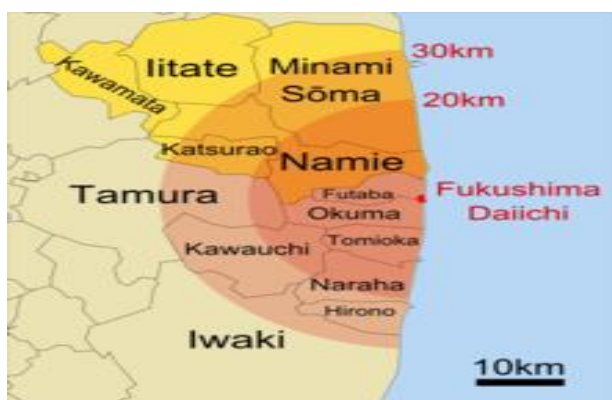 30km
Iitate
Minami
Sōma
Kawamata
20km
Katsurao
Namie
Tamura
Futaba
Fukushima
Daiichi
Okuma
Kawauchi
Tomioka
Naraha
Hirono
Iwaki
10km